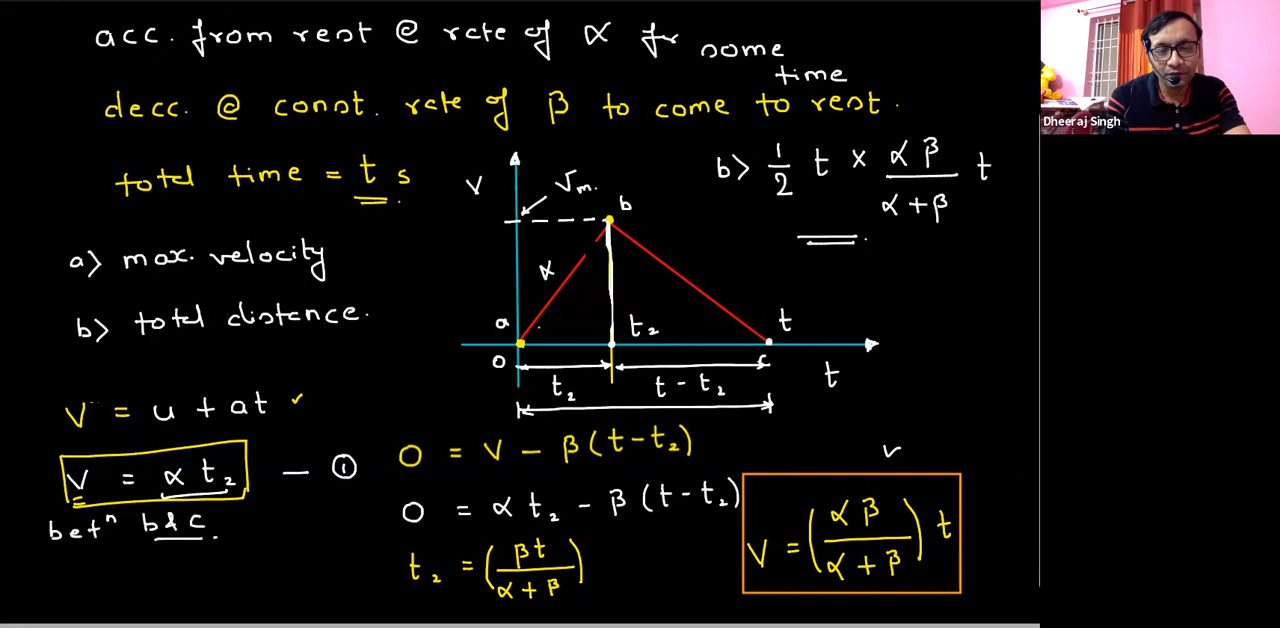 acc. from rest @ rate of α fr some time
decc. @ const. rate of β to come to rest.
Dheeraj Singh
total time = t s
a) max. velocity
b) total distance.
V
Vm.
b
α
a
O
t₂
t
c
t₂
t - t₂
t
b) 1/2 t × αβ/(α+β) t
V = u + at ✓
V = α t₂ — ①
betⁿ b & c.
0 = V - β(t-t₂)
0 = α t₂ - β(t-t₂)
t₂ = (βt/(α+β))
V = (αβ/(α+β)) t